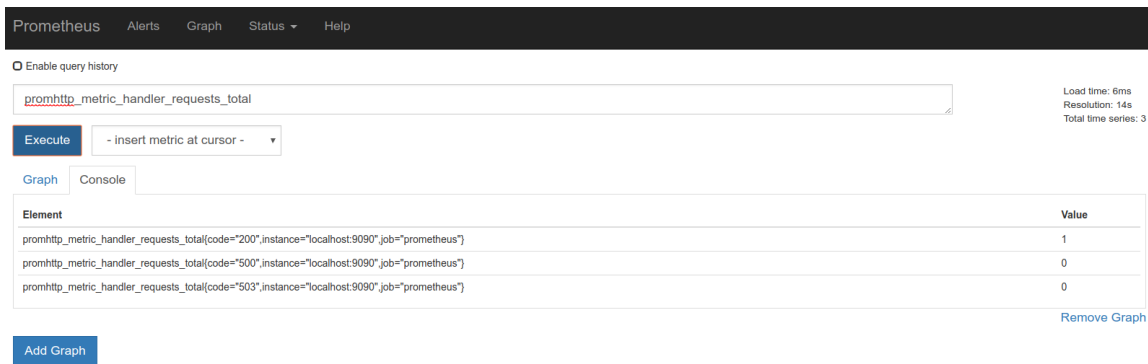 Prometheus Alerts Graph Status Help
Enable query history
promhttp_metric_handler_requests_total
Load time: 6ms
Resolution: 14s
Total time series: 3
Execute - insert metric at cursor -
Graph Console
Element Value
promhttp_metric_handler_requests_total{code="200",instance="localhost:9090",job="prometheus"} 1
promhttp_metric_handler_requests_total{code="500",instance="localhost:9090",job="prometheus"} 0
promhttp_metric_handler_requests_total{code="503",instance="localhost:9090",job="prometheus"} 0
Remove Graph
Add Graph